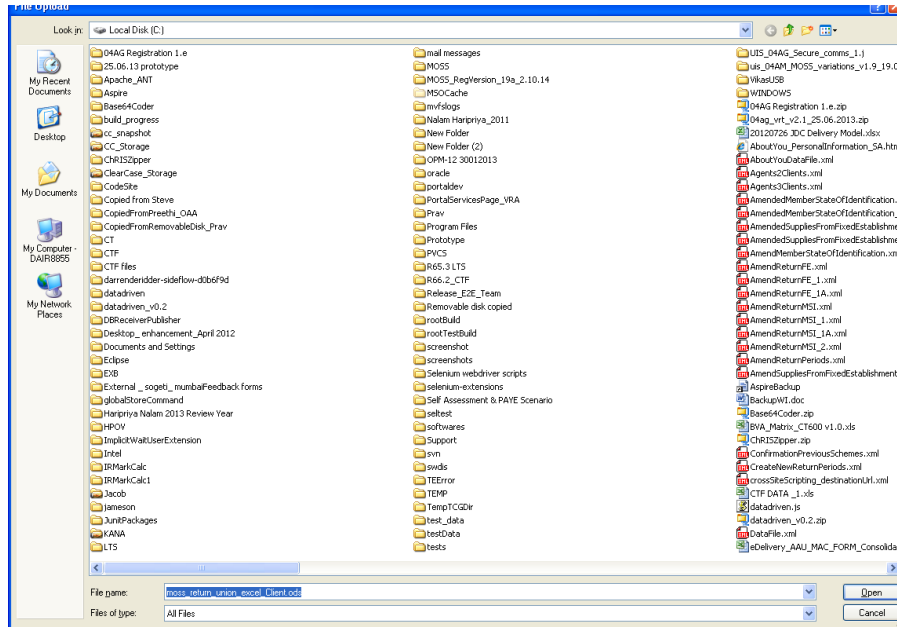 File Upload
Look in:
Local Disk (C:)
My Recent
Documents
Desktop
My Documents
My Computer -
DAIR8855
My Network
Places
04AG Registration 1.e
25.06.13 prototype
Apache_ANT
Aspire
Base64Coder
build_progress
cc_snapshot
CC_Storage
ChRISZipper
ClearCase_Storage
CodeSite
Copied from Steve
CopiedFromPreethi_OAA
CopiedFromRemovableDisk_Prav
CT
CTF
CTF files
darrenderidder-sideflow-d0b6f9d
datadriven
datadriven_v0.2
DBReceiverPublisher
Desktop_ enhancement_April 2012
Documents and Settings
Eclipse
EXB
External _ sogeti_ mumbaiFeedback forms
globalStoreCommand
Haripriya Nalam 2013 Review Year
HPOV
ImplicitWaitUserExtension
Intel
IRMarkCalc
IRMarkCalc1
Jacob
jameson
JunitPackages
KANA
LTS
mail messages
MOSS
MOSS_RegVersion_19a_2.10.14
MSOCache
mvfslogs
Nalam Haripriya_2011
New Folder
New Folder (2)
OPM-12 30012013
oracle
portaldev
PortalServicesPage_VRA
Prav
Program Files
Prototype
PVCS
R65.3 LTS
R66.2_CTF
Release_E2E_Team
Removable disk copied
rootBuild
rootTestBuild
screenshot
screenshots
Selenium webdriver scripts
selenium-extensions
Self Assessment & PAYE Scenario
seltest
softwares
Support
svn
swdis
TEError
TEMP
TempTCGDir
test_data
testData
tests
UIS_04AG_Secure_comms_1.j
uis_04AM_MOSS_variations_v1.9_19.0
VikasUSB
WINDOWS
04AG Registration 1.e.zip
04ag_vrt_v2.1_25.06.2013.zip
20120726 JDC Delivery Model.xlsx
AboutYou_PersonalInformation_SA.htm
AboutYouDataFile.xml
Agents2Clients.xml
Agents3Clients.xml
AmendedMemberStateOfIdentification.
AmendedMemberStateOfIdentification_
AmendedSuppliesFromFixedEstablishme
AmendedSuppliesFromFixedEstablishme
AmendMemberStateOfIdentification.xm
AmendReturnFE.xml
AmendReturnFE_1.xml
AmendReturnFE_1A.xml
AmendReturnMSI.xml
AmendReturnMSI_1.xml
AmendReturnMSI_1A.xml
AmendReturnMSI_2.xml
AmendReturnPeriods.xml
AmendSuppliesFromFixedEstablishment
AspireBackup
BackupWI.doc
Base64Coder.zip
BVA_Matrix_CT600 v1.0.xls
ChRISZipper.zip
ConfirmationPreviousSchemes.xml
CreateNewReturnPeriods.xml
crossSiteScripting_destinationUrl.xml
CTF DATA _1.xls
datadriven.js
datadriven_v0.2.zip
DataFile.xml
eDelivery_AAU_MAC_FORM_Consolida
File name:
moss_return_union_excel_Client.ods
Open
Files of type:
All Files
Cancel